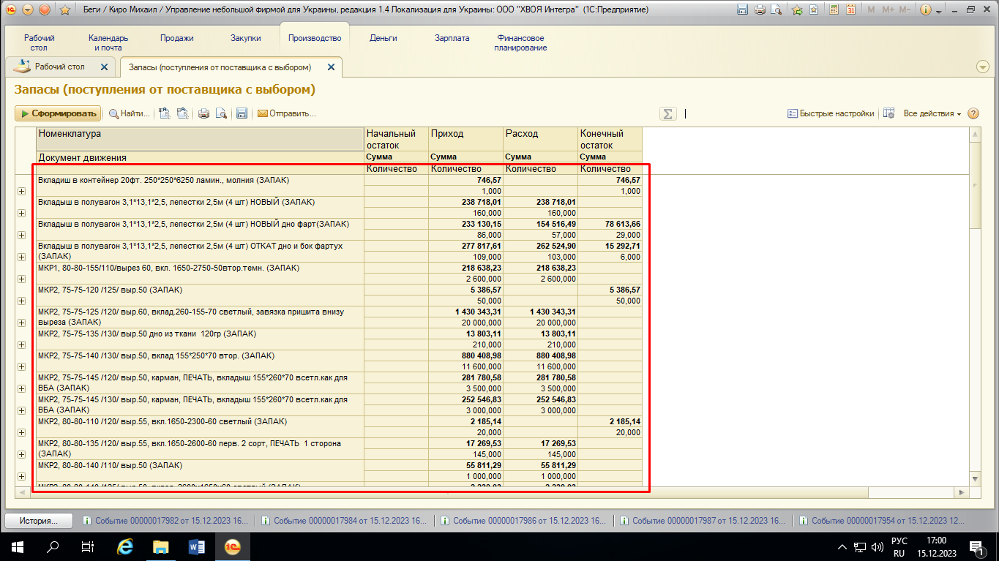 Беги / Киро Михаил / Управление небольшой фирмой для Украины, редакция 1.4 Локализация для Украины: ООО "ХВОЯ Интегра" (1С:Предприятие)
M M+ M-
Рабочий стол
Календарь и почта
Продажи
Закупки
Производство
Деньги
Зарплата
Финансовое планирование
Рабочий стол
Запасы (поступления от поставщика с выбором)
Запасы (поступления от поставщика с выбором)
Сформировать Найти... Отправить... Σ Быстрые настройки Все действия
Номенклатура Начальный остаток Приход Расход Конечный остаток
Документ движения Сумма Сумма Сумма Сумма
Количество Количество Количество Количество
Вкладиш в контейнер 20фт. 250*250*6250 ламин., молния (ЗАПАК) 746,57 746,57
1,000 1,000
Вкладыш в полувагон 3,1*13,1*2,5, лепестки 2,5м (4 шт) НОВЫЙ (ЗАПАК) 238 718,01 238 718,01
160,000 160,000
Вкладыш в полувагон 3,1*13,1*2,5, лепестки 2,5м (4 шт) НОВЫЙ дно фарт(ЗАПАК) 233 130,15 154 516,49 78 613,66
86,000 57,000 29,000
Вкладыш в полувагон 3,1*13,1*2,5, лепестки 2,5м (4 шт) ОТКАТ дно и бок фартух 277 817,61 262 524,90 15 292,71
(ЗАПАК) 109,000 103,000 6,000
МКР1, 80-80-155/110/вырез 60, вкл. 1650-2750-50втор.темн. (ЗАПАК) 218 638,23 218 638,23
2 600,000 2 600,000
МКР2, 75-75-120 /125/ выр.50 (ЗАПАК) 5 386,57 5 386,57
50,000 50,000
МКР2, 75-75-125 /120/ выр.60, вклад.260-155-70 светлый, завязка пришита внизу 1 430 343,31 1 430 343,31
выреза (ЗАПАК) 20 000,000 20 000,000
МКР2, 75-75-135 /130/ выр.50 дно из ткани 120гр (ЗАПАК) 13 803,11 13 803,11
210,000 210,000
МКР2, 75-75-140 /130/ выр.50, вклад 155*250*70 втор. (ЗАПАК) 880 408,98 880 408,98
11 600,000 11 600,000
МКР2, 75-75-145 /120/ выр.50, карман, ПЕЧАТЬ, вкладыш 155*260*70 всетл.как для 281 780,58 281 780,58
ВБА (ЗАПАК) 3 500,000 3 500,000
МКР2, 75-75-145 /130/ выр.50, карман, ПЕЧАТЬ, вкладыш 155*260*70 всетл.как для 252 546,83 252 546,83
ВБА (ЗАПАК) 3 000,000 3 000,000
МКР2, 80-80-110 /120/ выр.55, вкл.1650-2300-60 светлый (ЗАПАК) 2 185,14 2 185,14
20,000 20,000
МКР2, 80-80-135 /120/ выр.55, вкл.1650-2600-60 перв. 2 сорт, ПЕЧАТЬ 1 сторона 17 269,53 17 269,53
(ЗАПАК) 145,000 145,000
МКР2, 80-80-140 /110/ выр.50 (ЗАПАК) 55 811,29 55 811,29
1 000,000 1 000,000
История... Событие 00000017982 от 15.12.2023 16... Событие 00000017984 от 15.12.2023 16... Событие 00000017986 от 15.12.2023 16... Событие 00000017987 от 15.12.2023 16... Событие 00000017954 от 15.12.2023 12...
РУС 17:00
RU 15.12.2023 1